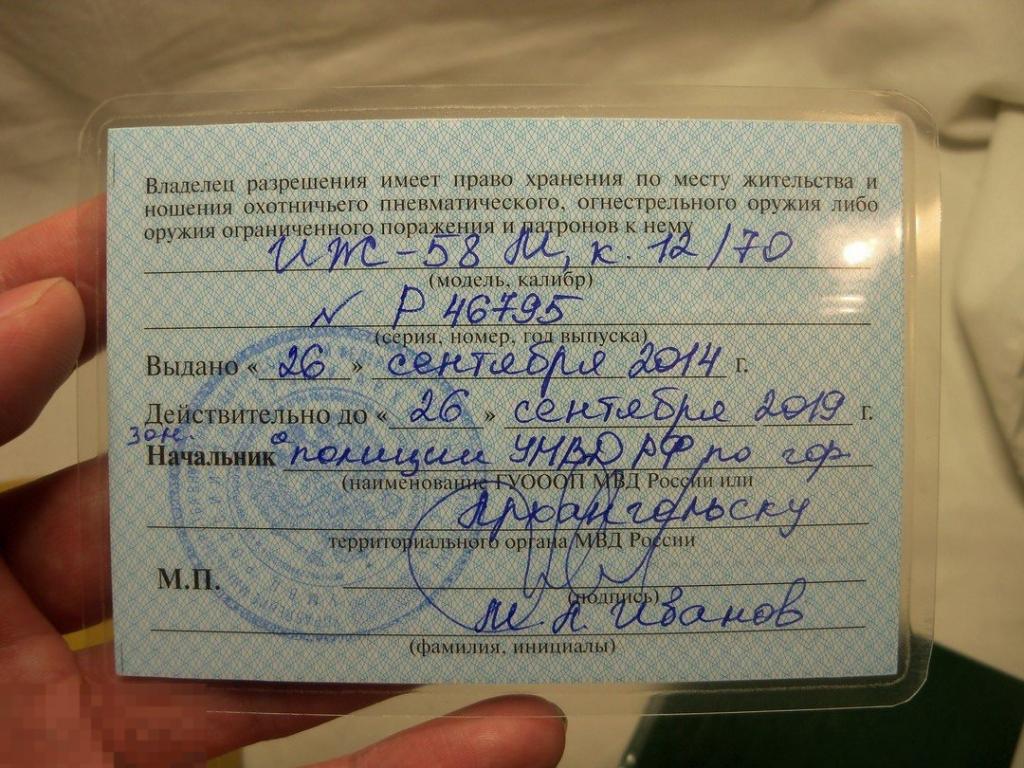 Владелец разрешения имеет право хранения по месту жительства и
ношения охотничьего пневматического, огнестрельного оружия либо
оружия ограниченного поражения и патронов к нему
ИЖ-58 М, к. 12/70
(модель, калибр)
№ Р 46795
(серия, номер, год выпуска)
Выдано «26» сентября 2014 г.
Действительно до «26» сентября 2019 г.
Начальник полиции УМВД РФ по гор
(наименование ГУОООП МВД России или
Архангельску
территориального органа МВД России
М.П.
(подпись)
Иванов
(фамилия, инициалы)